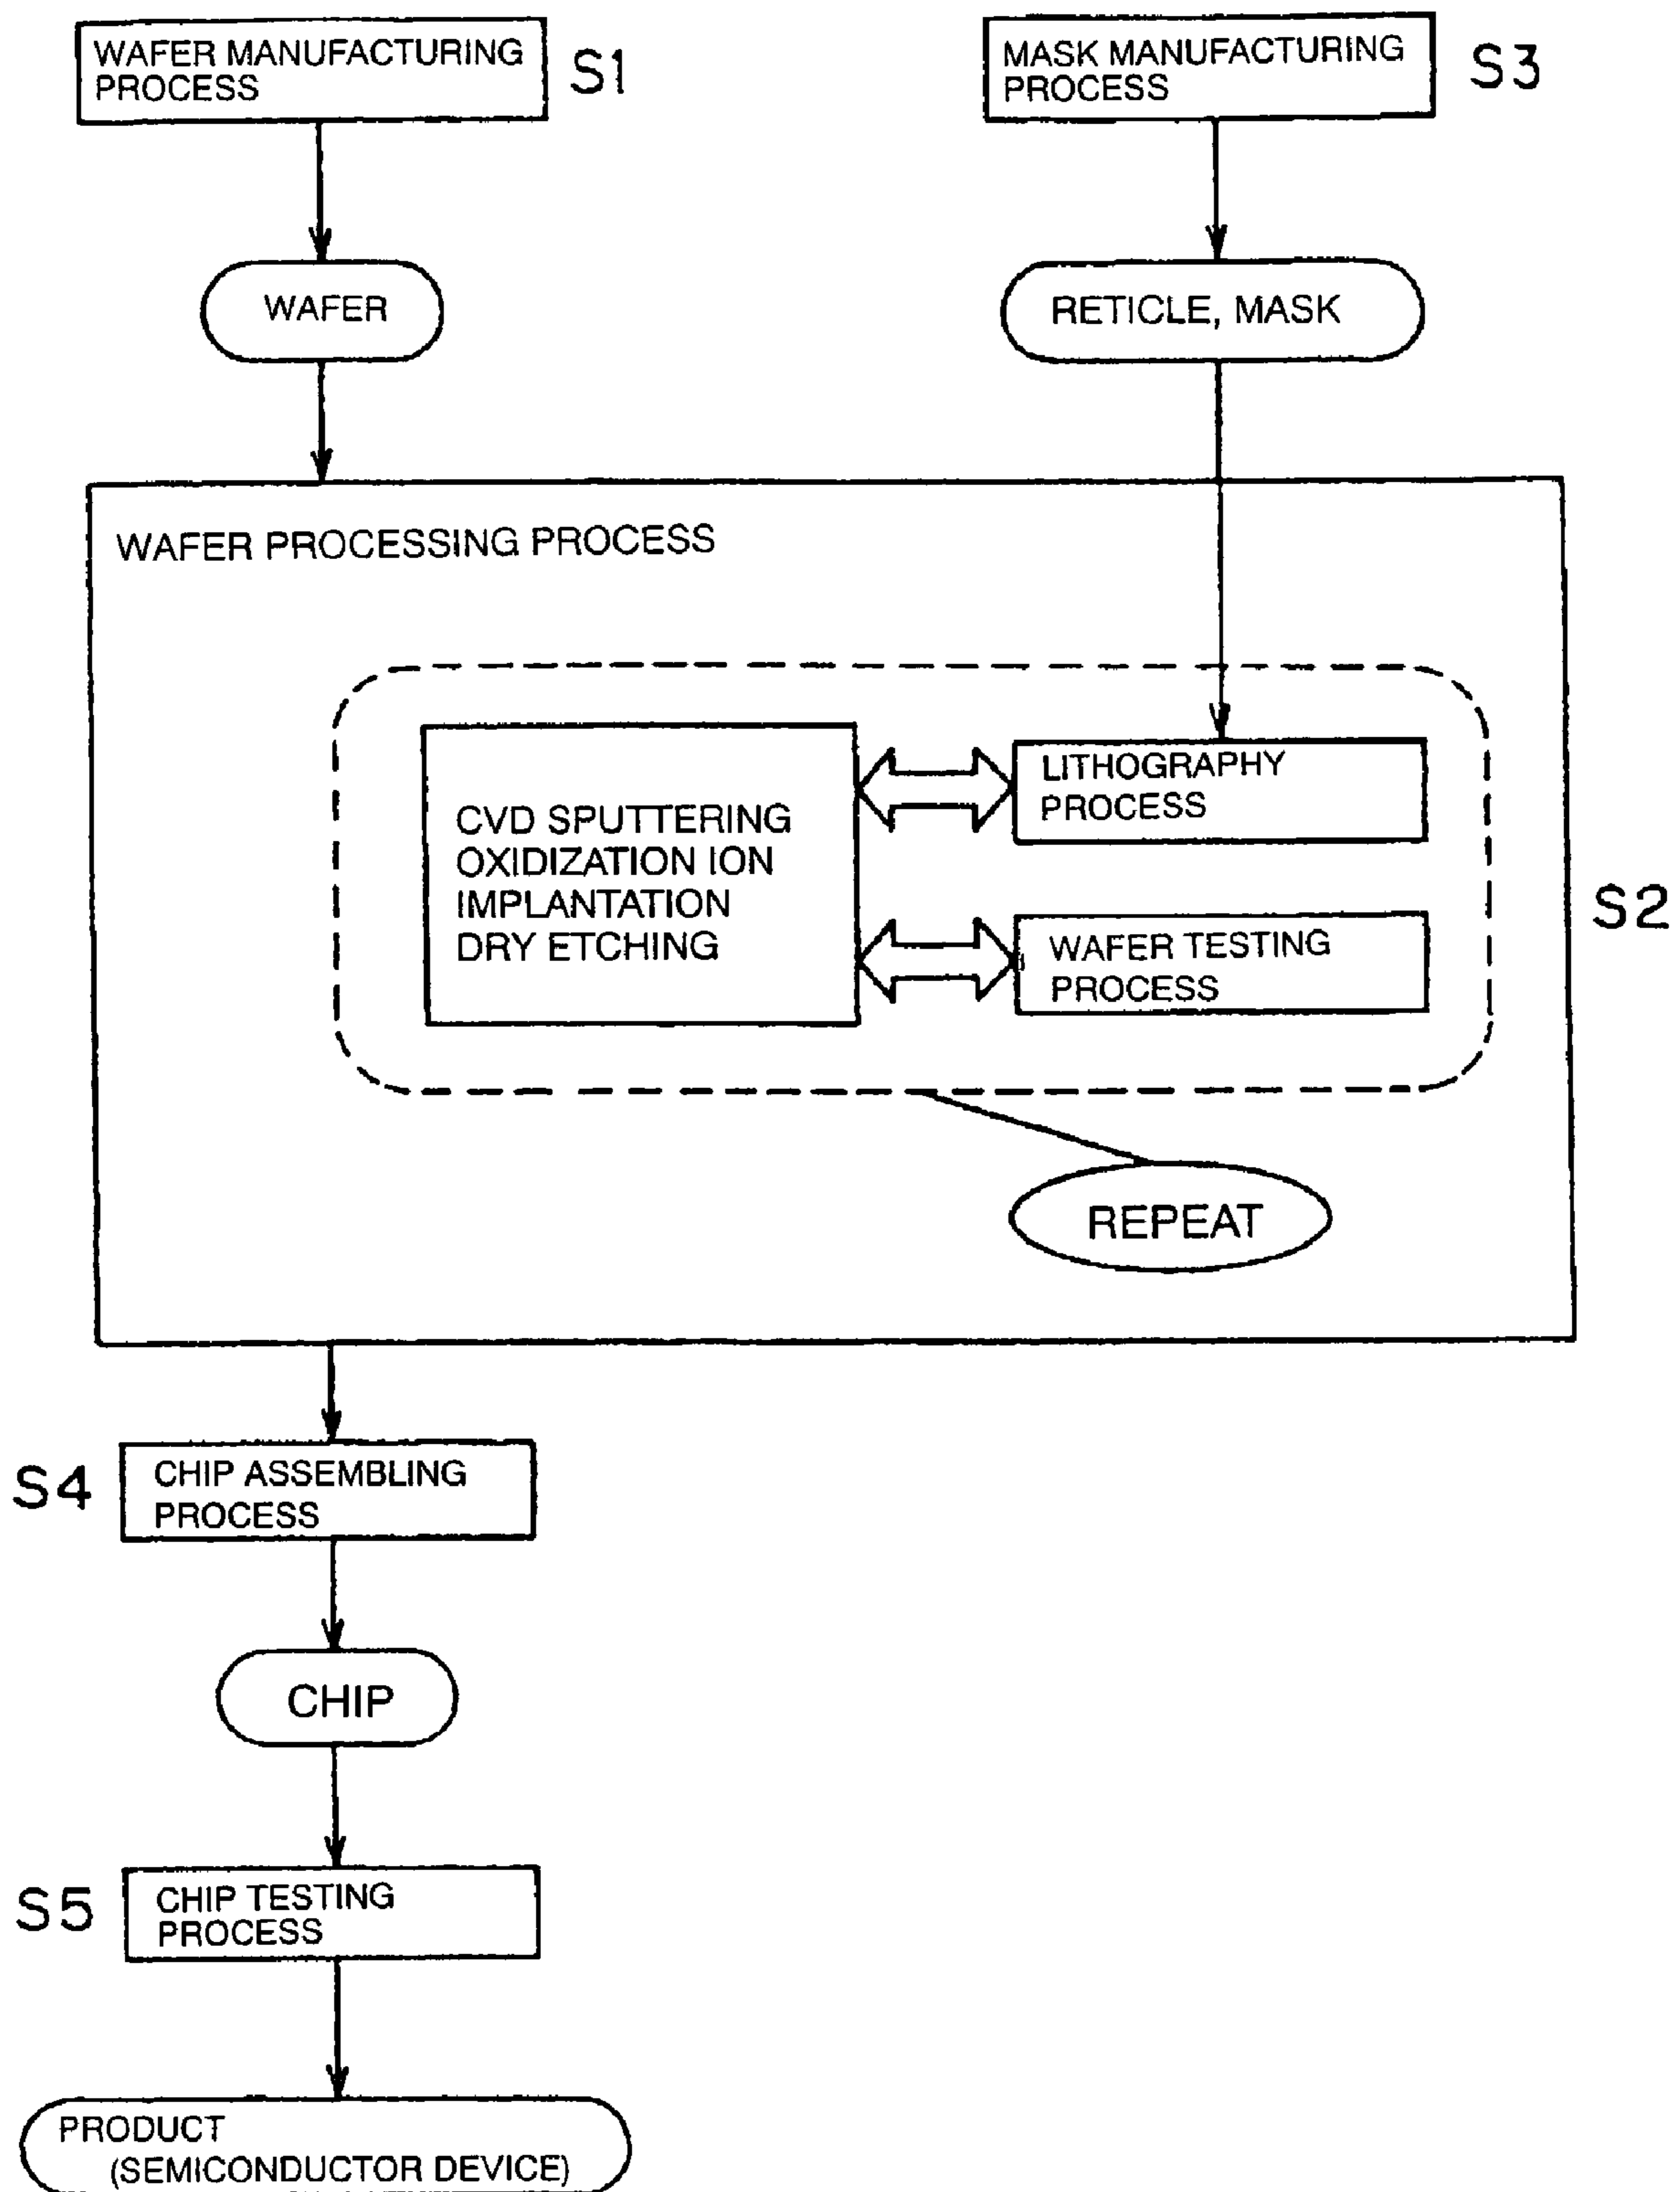 WAFER MANUFACTURING
PROCESS
S1
MASK MANUFACTURING
PROCESS
S3
WAFER
RETICLE, MASK
WAFER PROCESSING PROCESS
CVD SPUTTERING
OXIDIZATION ION
IMPLANTATION
DRY ETCHING
LITHOGRAPHY
PROCESS
WAFER TESTING
PROCESS
S2
REPEAT
S4
CHIP ASSEMBLING
PROCESS
CHIP
S5
CHIP TESTING
PROCESS
PRODUCT
(SEMICONDUCTOR DEVICE)